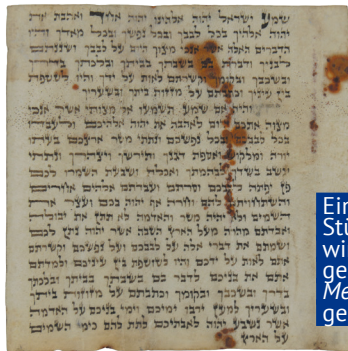 שמע ישראל יהוה אלהינו יהוה אחד ואהבת את
יהוה אלהיך בכל לבבך ובכל נפשך ובכל מאדך והיו
הדברים האלה אשר אנכי מצוך היום על לבבך ושננתם
לבניך ודברת בם בשבתך בביתך ובלכתך בדרך
ובשכבך ובקומך וקשרתם לאות על ידך והיו לטטפת
בין עיניך וכתבתם על מזזות ביתך ובשעריך
והיה אם שמע תשמעו אל מצותי אשר אנכי
מצוה אתכם היום לאהבה את יהוה אלהיכם ולעבדו
בכל לבבכם ובכל נפשכם ונתתי מטר ארצכם בעתו
יורה ומלקוש ואספת דגנך ותירשך ויצהרך ונתתי
עשב בשדך לבהמתך ואכלת ושבעת השמרו לכם
פן יפתה לבבכם וסרתם ועבדתם אלהים אחרים
והשתחויתם להם וחרה אף יהוה בכם ועצר את
השמים ולא יהיה מטר והאדמה לא תתן את יבולה
ואבדתם מהרה מעל הארץ הטבה אשר יהוה נתן לכם
ושמתם את דברי אלה על לבבכם ועל נפשכם וקשרתם
אתם לאות על ידכם והיו לטוטפת בין עיניכם ולמדתם
אתם את בניכם לדבר בם בשבתך בביתך ובלכתך
בדרך ובשכבך ובקומך וכתבתם על מזוזות ביתך
ובשעריך למען ירבו ימיכם וימי בניכם על האדמה
אשר נשבע יהוה לאבתיכם לתת להם כימי השמים
על הארץ
Ein
Stü
wi
ge
Me
ge